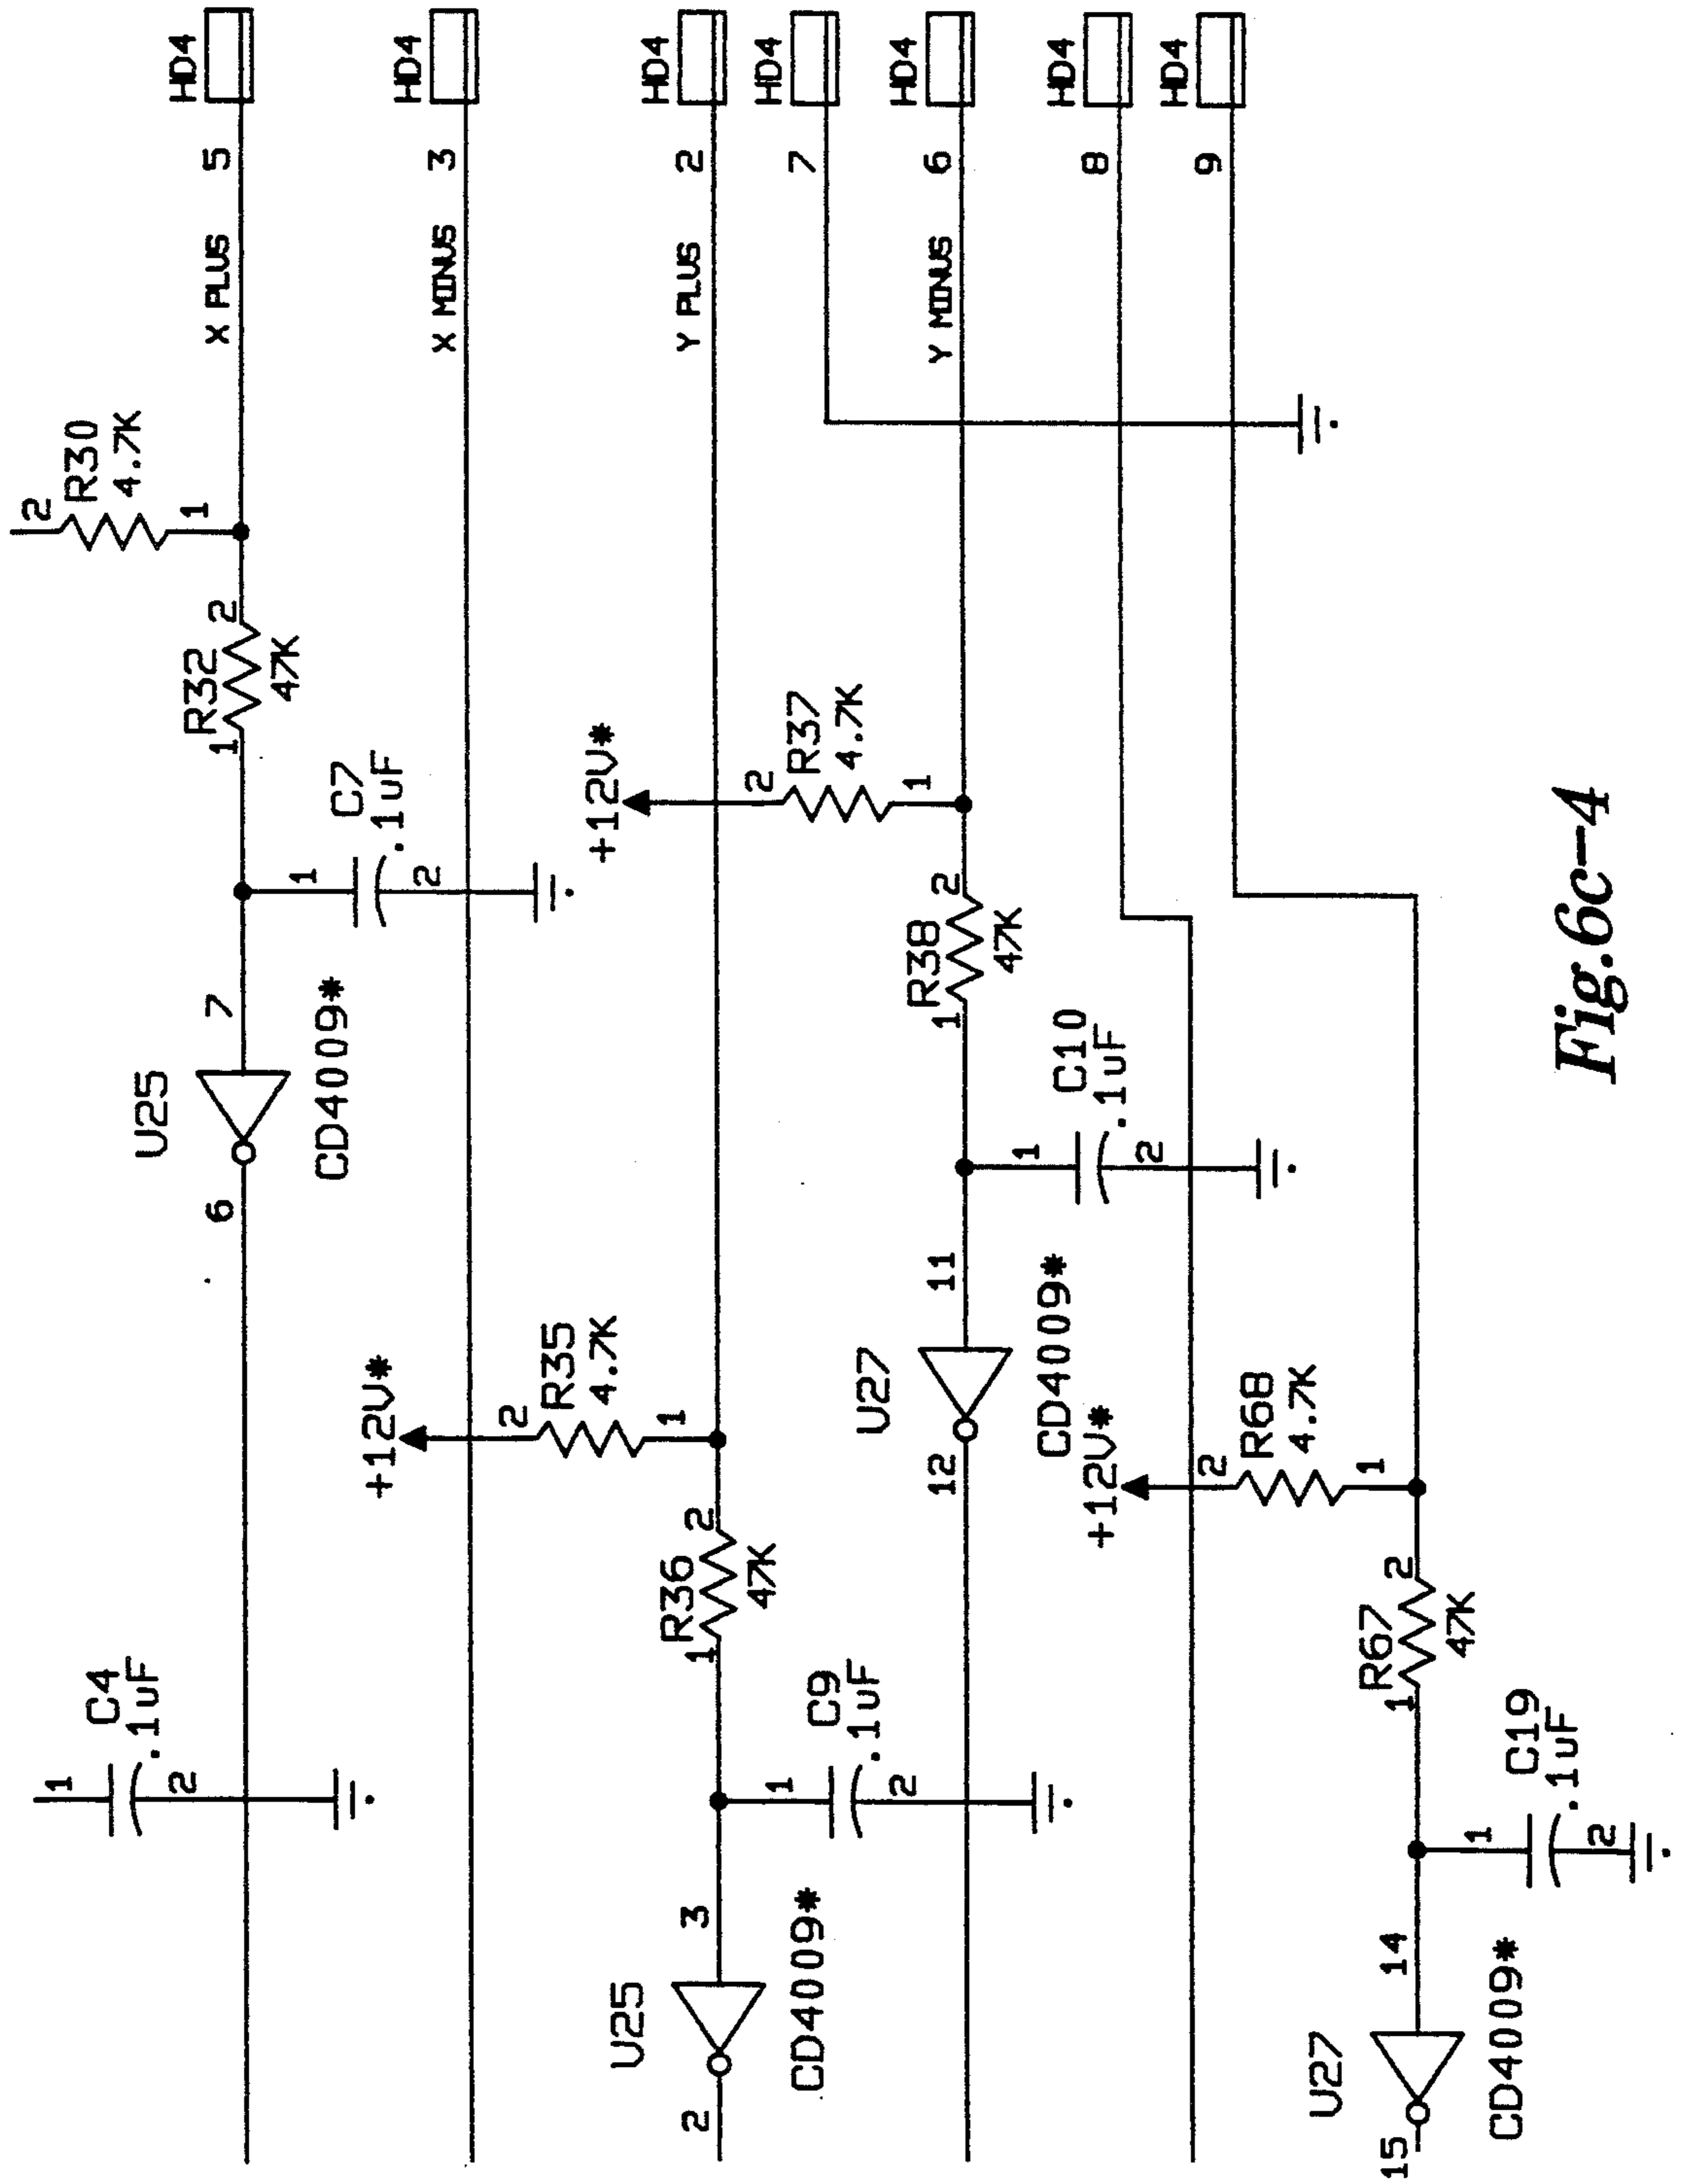 HD4
5
X PLUS
2
R30
4.7K
1
2
R32
47K
1
C7
.1uF
1
2
7
U25
CD4009*
6
C4
.1uF
1
2
HD4
3
X MINUS
HD4
2
Y PLUS
+12V*
2
R35
4.7K
1
2
R36
47K
1
C9
.1uF
1
2
3
U25
CD4009*
2
HD4
7
HD4
6
Y MINUS
+12V*
2
R37
4.7K
1
2
R38
47K
1
C10
.1uF
1
2
11
U27
CD4009*
12
HD4
8
HD4
9
+12V*
2
R68
4.7K
1
2
R67
47K
1
C19
.1uF
1
2
14
U27
CD4009*
15
Fig.6c-4